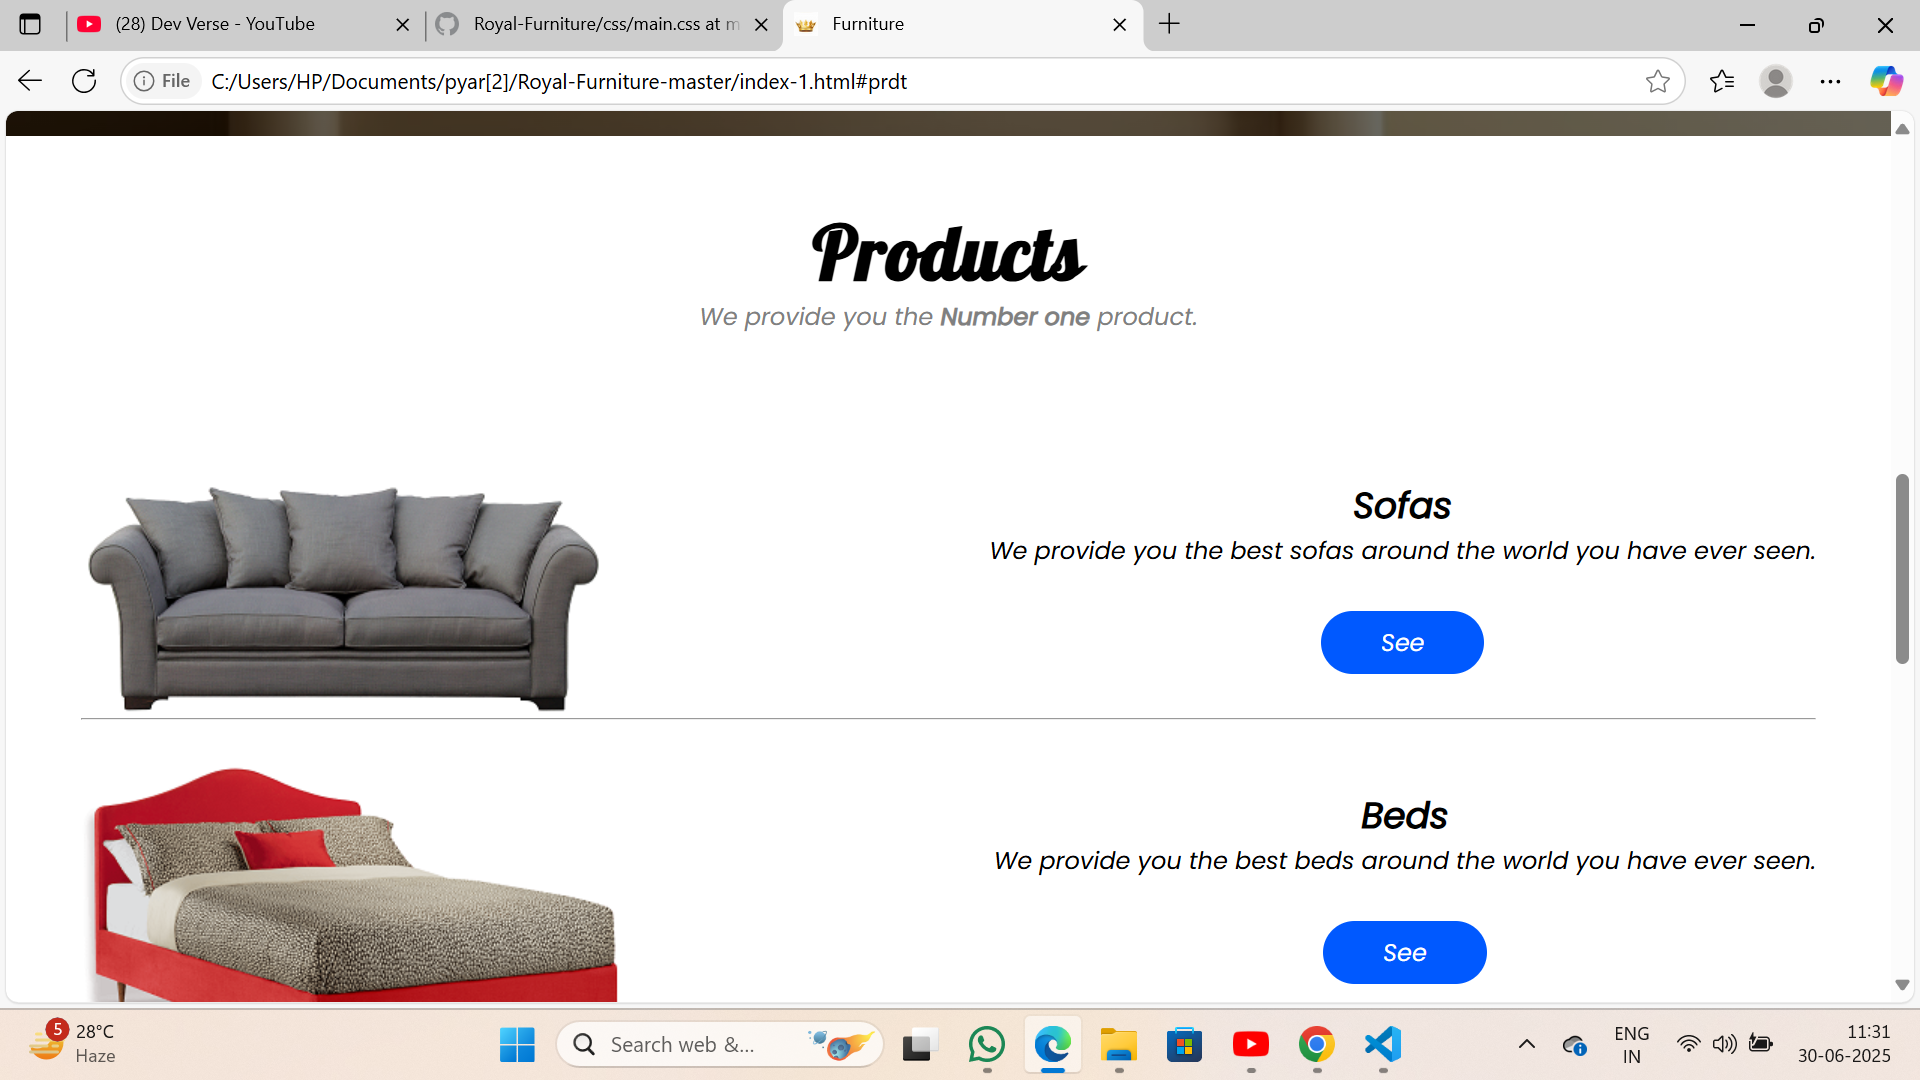 (28) Dev Verse - YouTube
Royal-Furniture/css/main.css at m
Furniture
File
C:/Users/HP/Documents/pyar[2]/Royal-Furniture-master/index-1.html#prdt
Products
We provide you the Number one product.
Sofas
We provide you the best sofas around the world you have ever seen.
See
Beds
We provide you the best beds around the world you have ever seen.
See
5
28°C
Haze
Search web &...
ENG
IN
11:31
30-06-2025